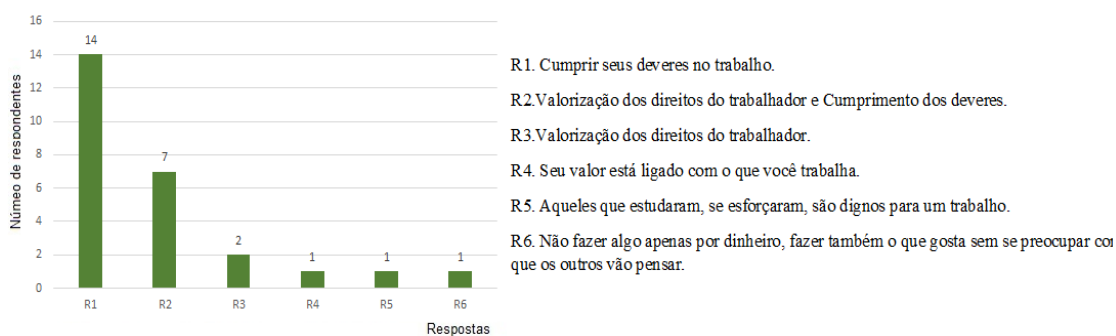 16
14
12
10
8
6
4
2
0
Númeo de respondentes
14
7
2
1
1
1
R1 R2 R3 R4 R5 R6
Respostas
R1. Cumprir seus deveres no trabalho.
R2.Valorização dos direitos do trabalhador e Cumprimento dos deveres.
R3.Valorização dos direitos do trabalhador.
R4. Seu valor está ligado com o que você trabalha.
R5. Aqueles que estudaram, se esforçaram, são dignos para um trabalho.
R6. Não fazer algo apenas por dinheiro, fazer também o que gosta sem se preocupar
que os outros vão pensar.